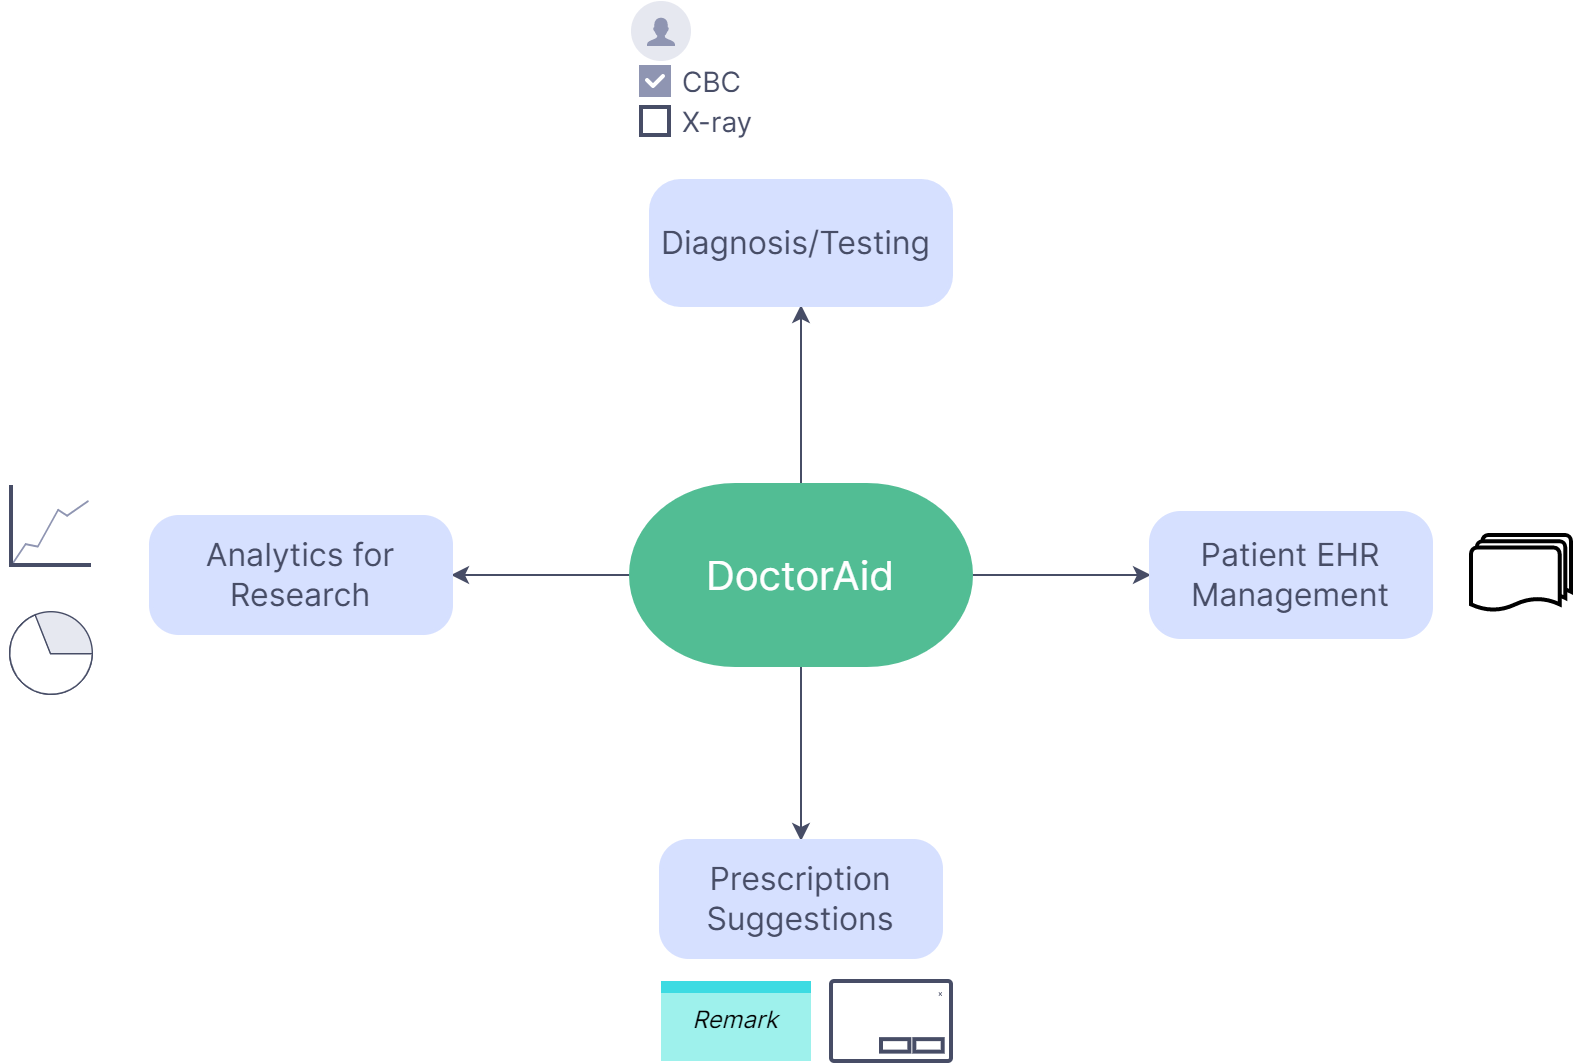 CBC
X-ray
Diagnosis/Testing
Analytics for
Research
DoctorAid
Patient EHR
Management
Prescription
Suggestions
Remark
x